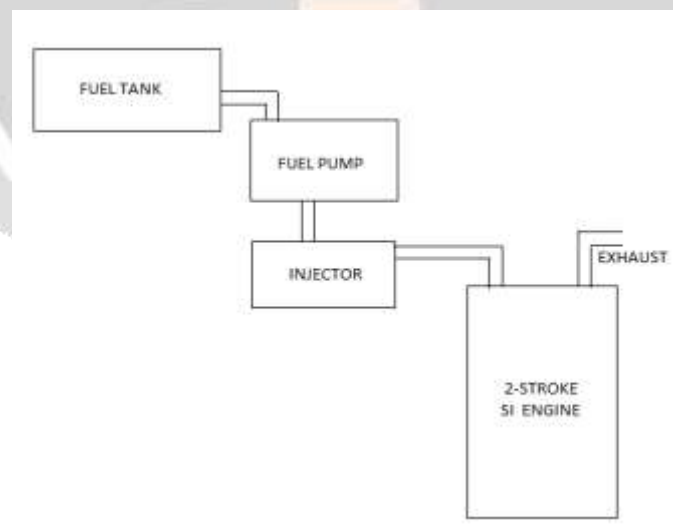 FUEL TANK
FUEL PUMP
INJECTOR
EXHAUST
2-STROKE
SI ENGINE